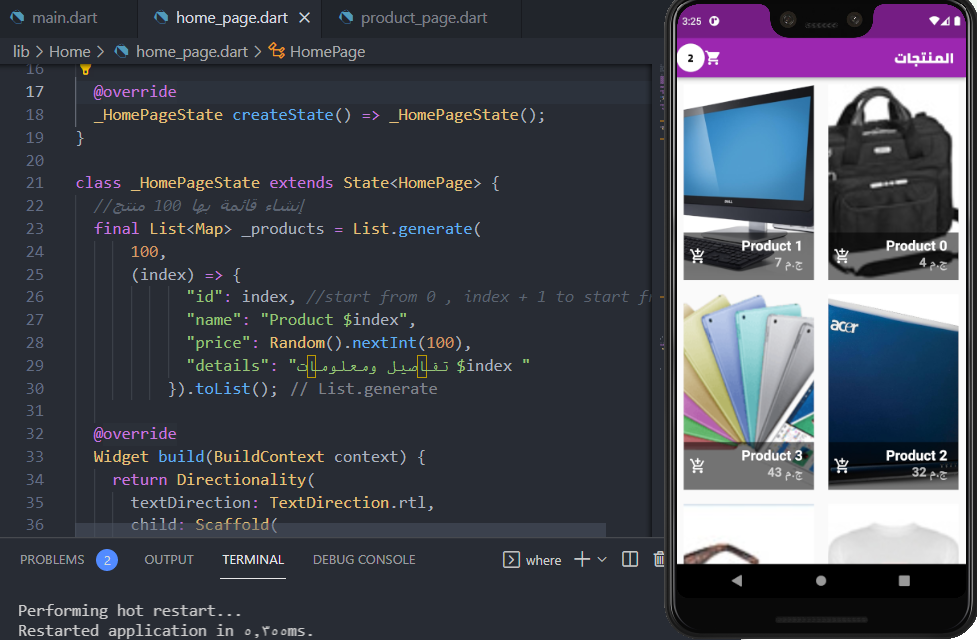 main.dart home_page.dart product_page.dart
lib > Home > home_page.dart > HomePage
16
17 @override
18 _HomePageState createState() => _HomePageState();
19 }
20
21 class _HomePageState extends State<HomePage> {
22 //إنشاء قائمة بها 100 منتج
23 final List<Map> _products = List.generate(
24 100,
25 (index) => {
26 "id": index, //start from 0 , index + 1 to start fr
27 "name": "Product $index",
28 "price": Random().nextInt(100),
29 "details": "تفاصيل ومعلومات $index "
30 }).toList(); // List.generate
31
32 @override
33 Widget build(BuildContext context) {
34 return Directionality(
35 textDirection: TextDirection.rtl,
36 child: Scaffold(
PROBLEMS 2 OUTPUT TERMINAL DEBUG CONSOLE where
Performing hot restart...
Restarted application in ٥,٣٥٥ms.
3:25
المنتجات
2
Product 0
4 ج.م
Product 1
7 ج.م
DELL
acer
Product 2
32 ج.م
Product 3
43 ج.م